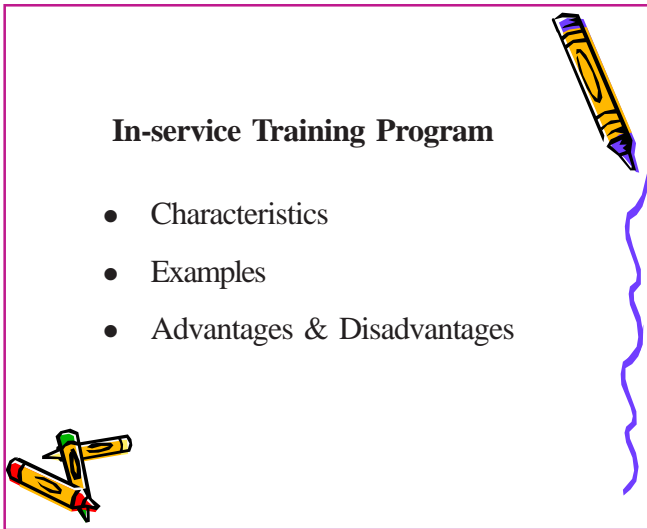 In-service Training Program
● Characteristics
● Examples
● Advantages & Disadvantages